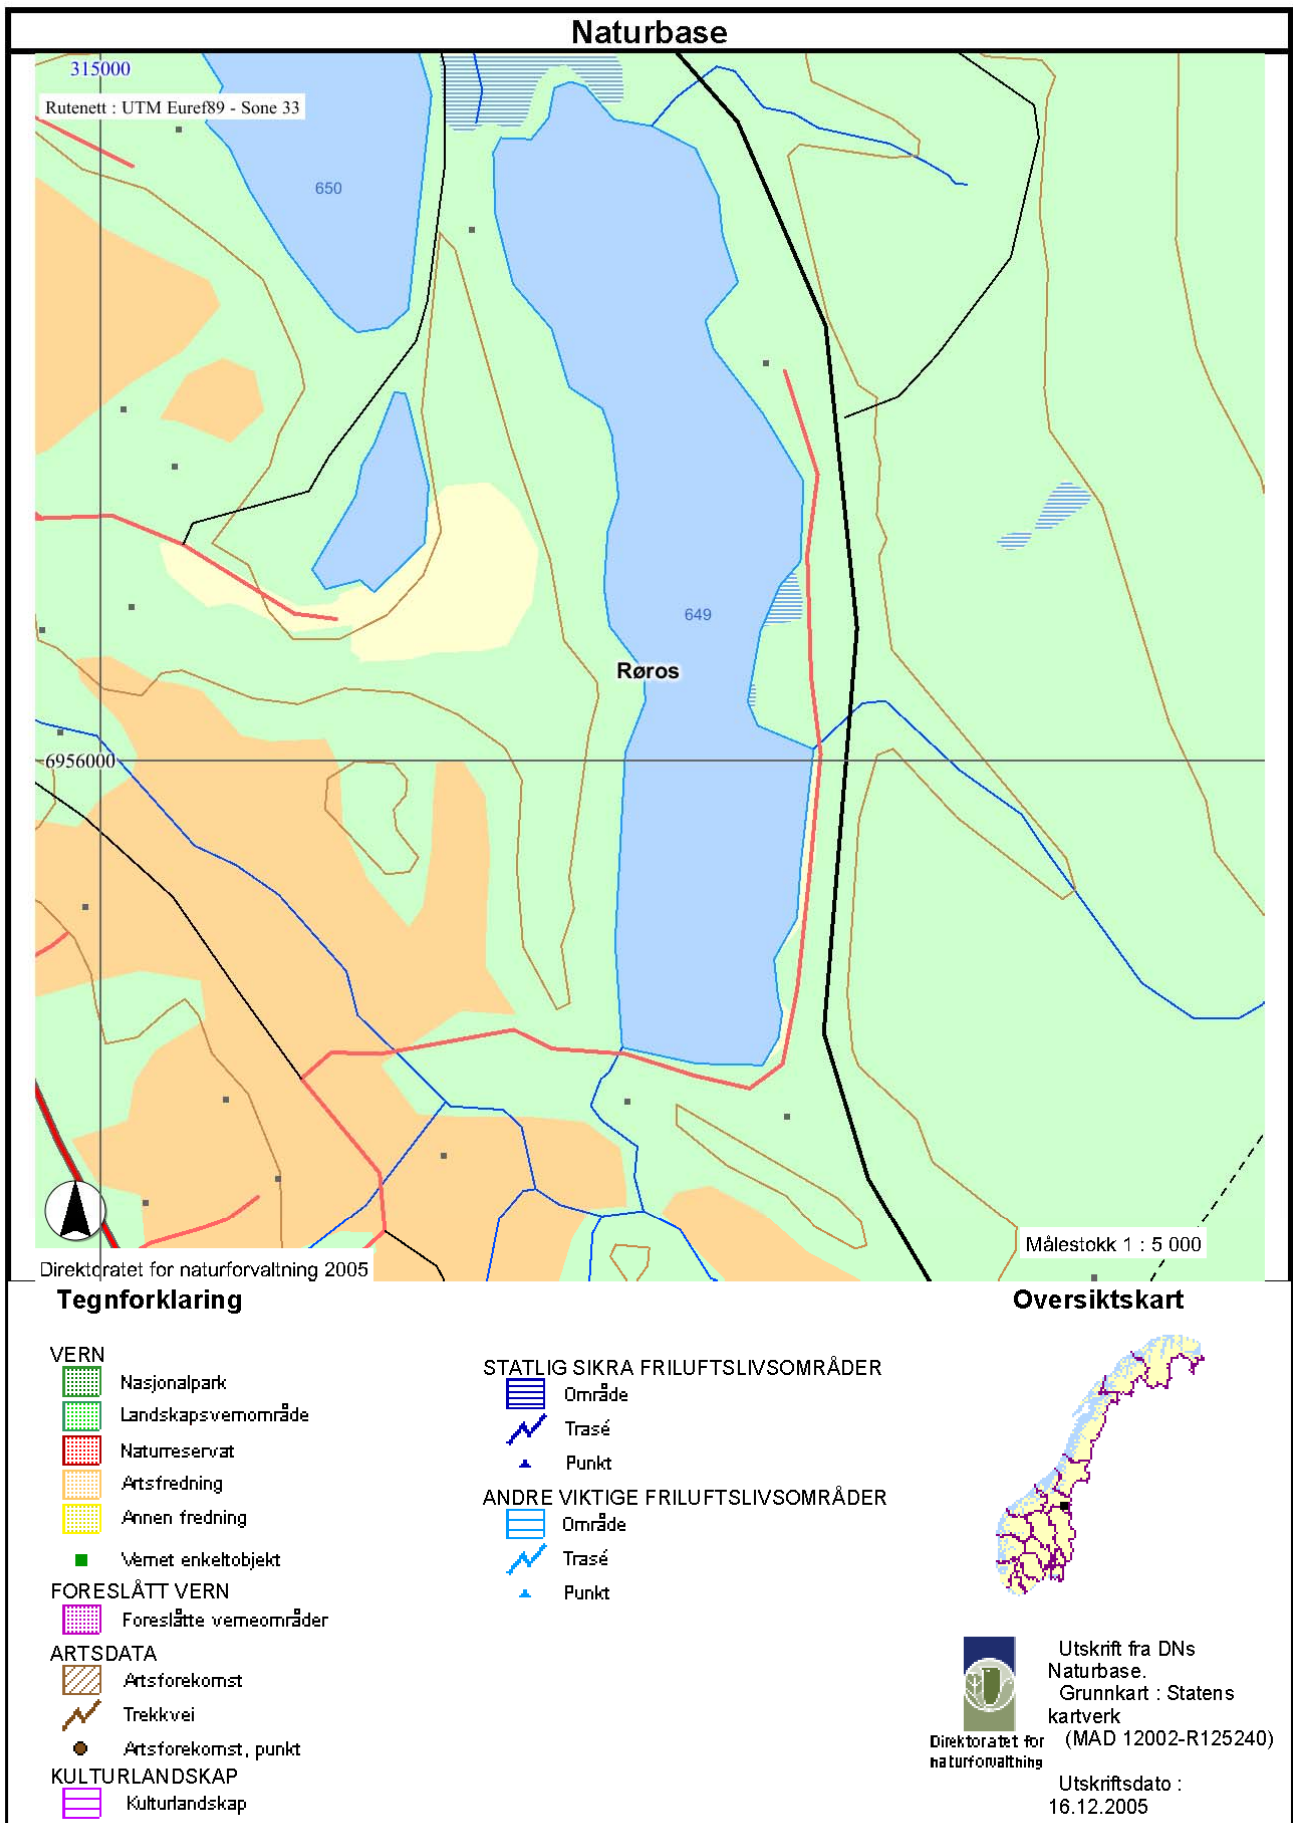 Naturbase
315000
Rutenett : UTM Euref89 - Sone 33
650
649
Røros
6956000
Målestokk 1 : 5 000
Direktoratet for naturforvaltning 2005
Tegnforklaring
VERN
Nasjonalpark
Landskapsvernområde
Naturreservat
Artsfredning
Annen fredning
Vernet enkeltobjekt
FORESLÅTT VERN
Foreslåtte verneområder
ARTSDATA
Artsforekomst
Trekkvei
Artsforekomst, punkt
KULTURLANDSKAP
Kulturlandskap
STATLIG SIKRA FRILUFTSLIVSOMRÅDER
Område
Trasé
Punkt
ANDRE VIKTIGE FRILUFTSLIVSOMRÅDER
Område
Trasé
Punkt
Oversiktskart
Direktoratet for
naturforvaltning
Utskrift fra DNs
Naturbase.
Grunnkart : Statens
kartverk
(MAD 12002-R125240)
Utskriftsdato :
16.12.2005